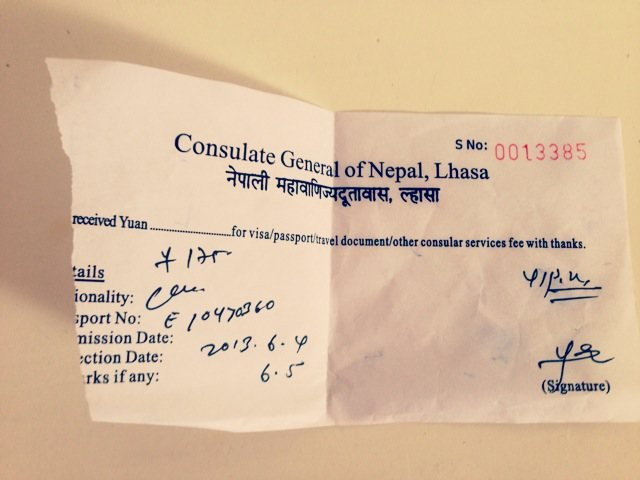 S No: 0013385
Consulate General of Nepal, Lhasa
नेपाली महावाणिज्यदूतावास, ल्हासा
received Yuan ........................for visa/passport/travel document/other consular services fee with thanks.
¥ 175
tails
ionality:
sport No: E 10470360
mission Date: 2013.6.4
ction Date: 6.5
rks if any:
(Signature)